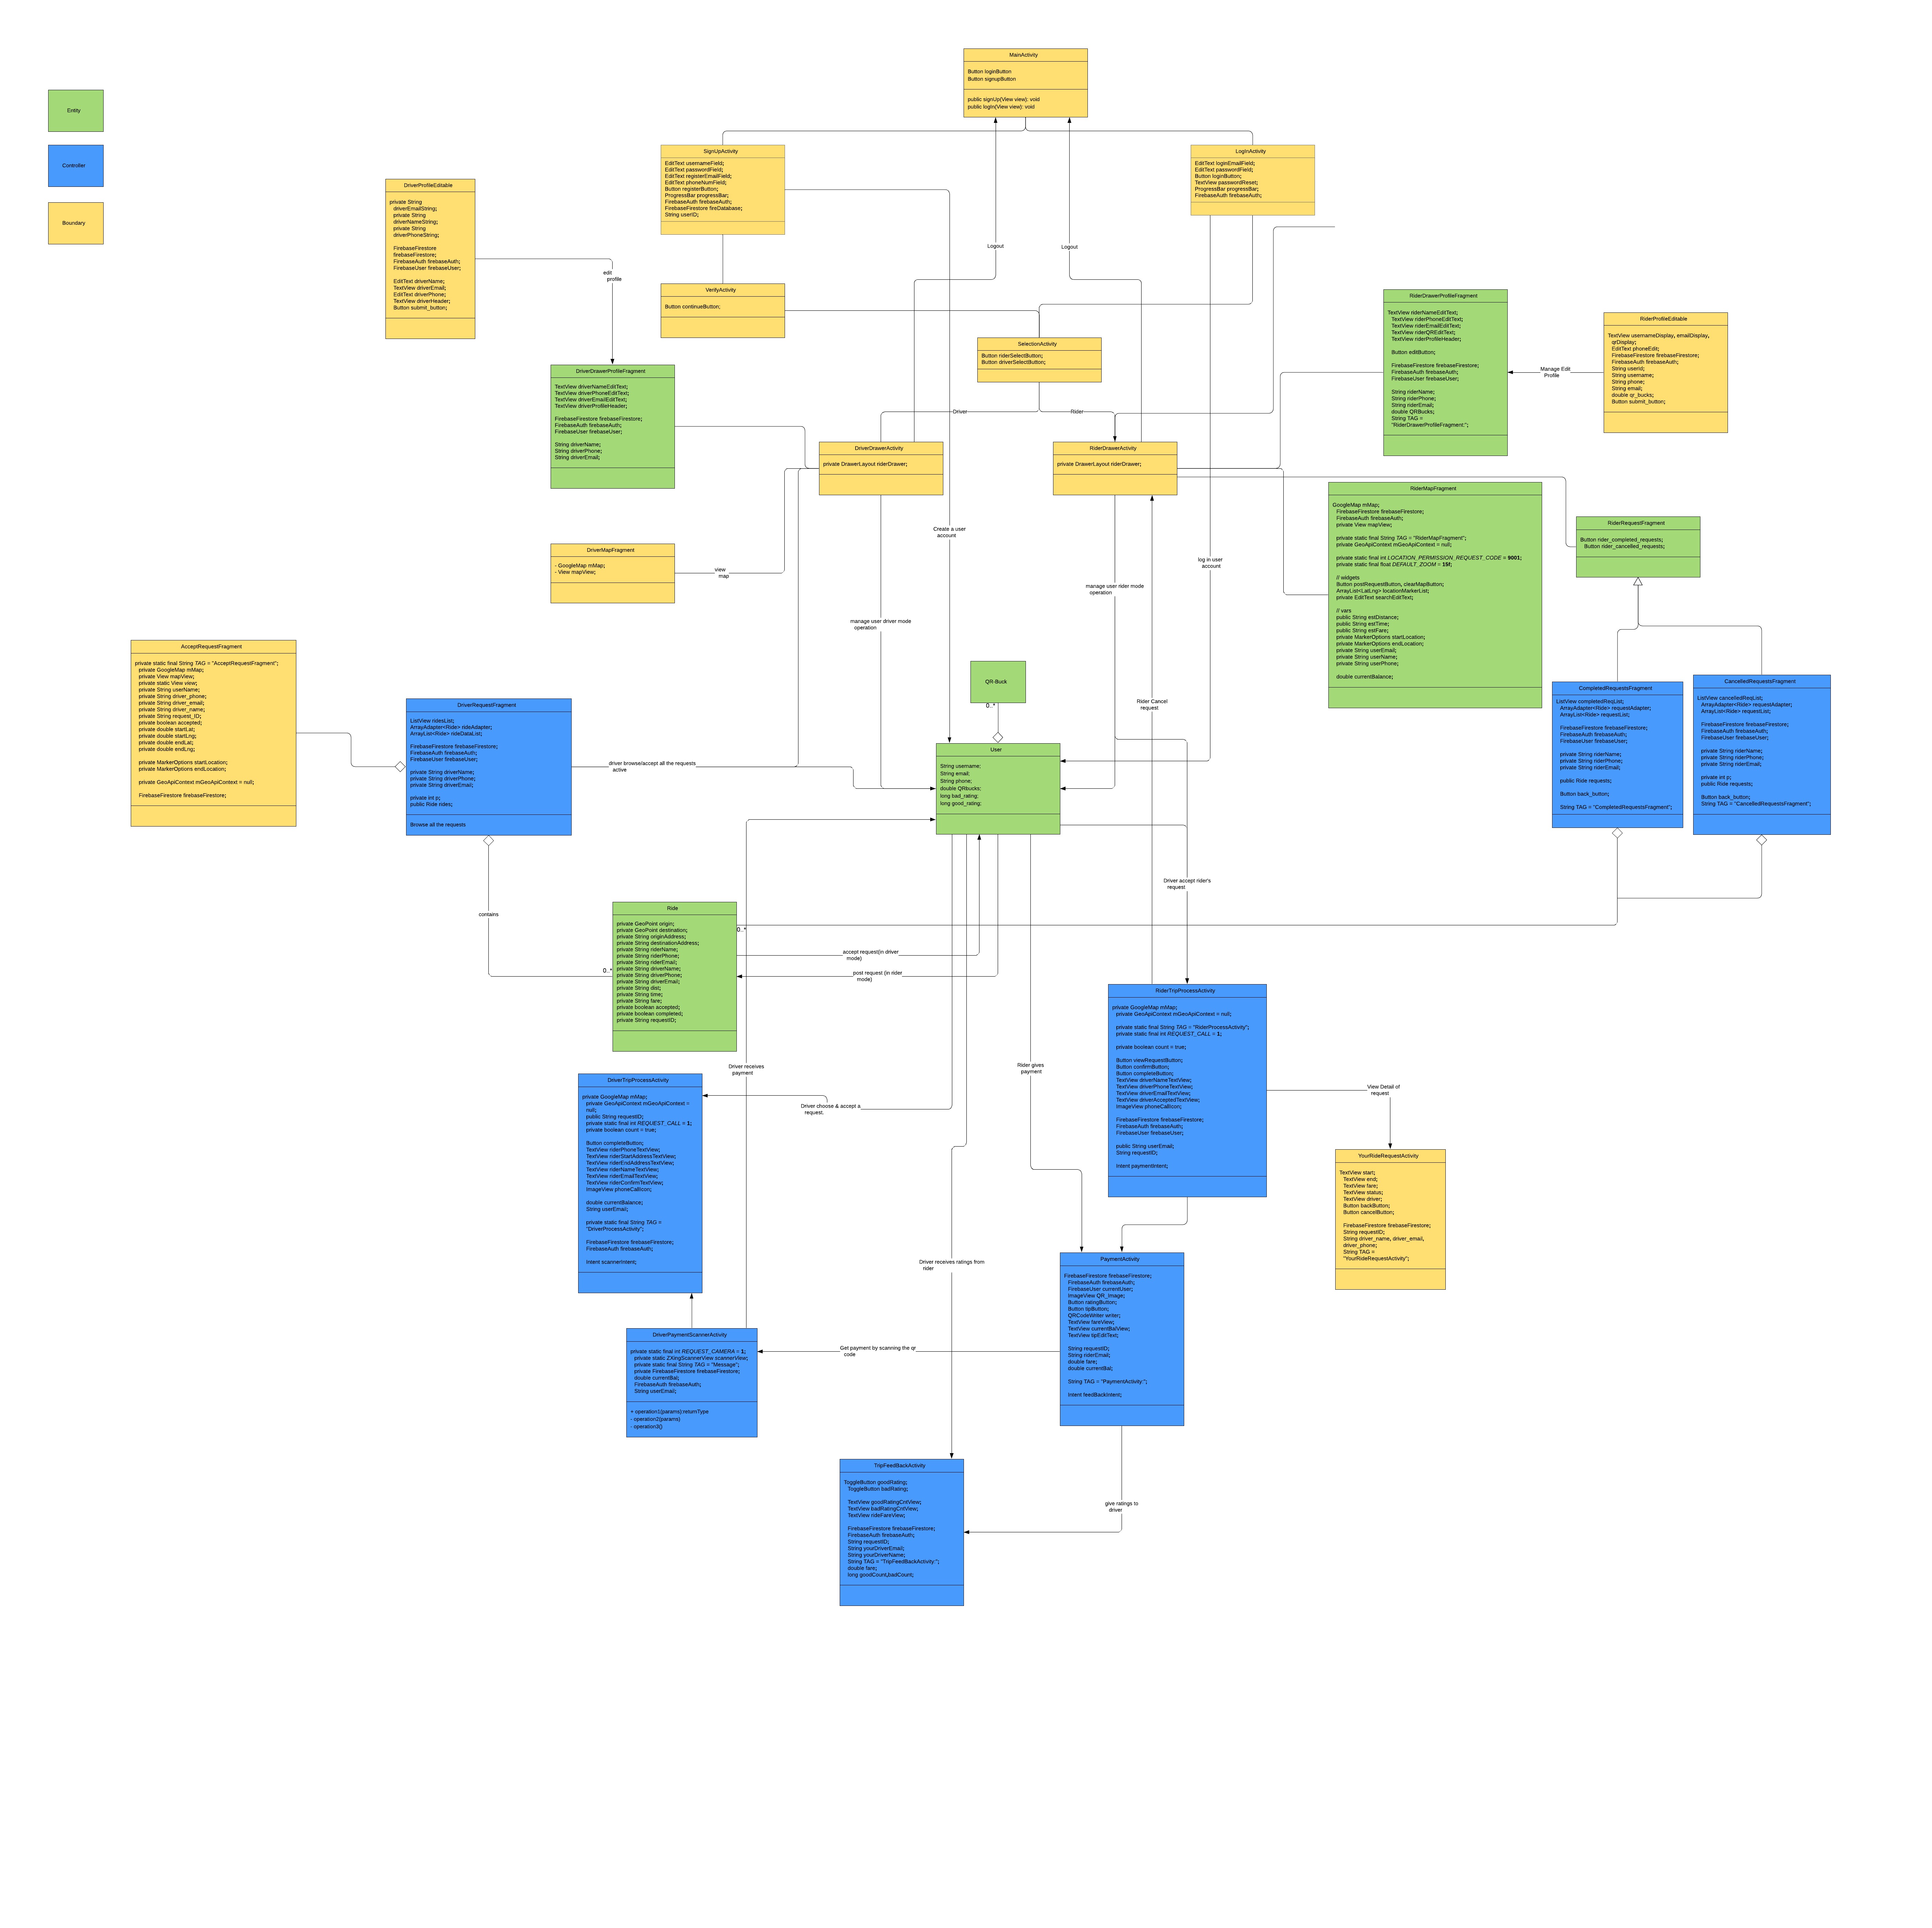 MainActivity
Button loginButton
Button signupButton
public signUp(View view): void
public logIn(View view): void
Entity
Controller
Boundary
SignUpActivity
EditText usernameField;
EditText passwordField;
EditText registerEmailField;
EditText phoneNumField;
Button registerButton;
ProgressBar progressBar;
FirebaseAuth firebaseAuth;
FirebaseFirestore fireDatabase;
String userID;
LogInActivity
EditText loginEmailField;
EditText passwordField;
Button loginButton;
TextView passwordReset;
ProgressBar progressBar;
FirebaseAuth firebaseAuth;
DriverProfileEditable
private String
driverEmailString;
private String
driverNameString;
private String
driverPhoneString;
FirebaseFirestore
firebaseFirestore;
FirebaseAuth firebaseAuth;
FirebaseUser firebaseUser;
EditText driverName;
TextView driverEmail;
EditText driverPhone;
TextView driverHeader;
Button submit_button;
edit
profile
Logout
Logout
VerifyActivity
Button continueButton;
SelectionActivity
Button riderSelectButton;
Button driverSelectButton;
Driver
Rider
RiderDrawerProfileFragment
TextView riderNameEditText;
TextView riderPhoneEditText;
TextView riderEmailEditText;
TextView riderQREditText;
TextView riderProfileHeader;
Button editButton;
FirebaseFirestore firebaseFirestore;
FirebaseAuth firebaseAuth;
FirebaseUser firebaseUser;
String riderName;
String riderPhone;
String riderEmail;
double QRBucks;
String TAG =
"RiderDrawerProfileFragment:";
Manage Edit
Profile
RiderProfileEditable
TextView usernameDisplay, emailDisplay,
qrDisplay;
EditText phoneEdit;
FirebaseFirestore firebaseFirestore;
FirebaseAuth firebaseAuth;
String userid;
String username;
String phone;
String email;
double qr_bucks;
Button submit_button;
DriverDrawerProfileFragment
TextView driverNameEditText;
TextView driverPhoneEditText;
TextView driverEmailEditText;
TextView driverProfileHeader;
FirebaseFirestore firebaseFirestore;
FirebaseAuth firebaseAuth;
FirebaseUser firebaseUser;
String driverName;
String driverPhone;
String driverEmail;
DriverDrawerActivity
private DrawerLayout riderDrawer;
RiderDrawerActivity
private DrawerLayout riderDrawer;
RiderMapFragment
GoogleMap mMap;
FirebaseFirestore firebaseFirestore;
FirebaseAuth firebaseAuth;
private View mapView;
private static final String TAG = "RiderMapFragment";
private GeoApiContext mGeoApiContext = null;
private static final int LOCATION_PERMISSION_REQUEST_CODE = 9001;
private static final float DEFAULT_ZOOM = 15f;
// widgets
Button postRequestButton, clearMapButton;
ArrayList<LatLng> locationMarkerList;
private EditText searchEditText;
// vars
public String estDistance;
public String estTime;
public String estFare;
private MarkerOptions startLocation;
private MarkerOptions endLocation;
private String userEmail;
private String userName;
private String userPhone;
double currentBalance;
RiderRequestFragment
Button rider_completed_requests;
Button rider_cancelled_requests;
DriverMapFragment
- GoogleMap mMap;
- View mapView;
view
map
Create a user
account
log in user
account
manage user rider mode
operation
manage user driver mode
operation
AcceptRequestFragment
private static final String TAG = "AcceptRequestFragment";
private GoogleMap mMap;
private View mapView;
private static View view;
private String userName;
private String driver_phone;
private String driver_email;
private String driver_name;
private String request_ID;
private boolean accepted;
private double startLat;
private double startLng;
private double endLat;
private double endLng;
private MarkerOptions startLocation;
private MarkerOptions endLocation;
private GeoApiContext mGeoApiContext = null;
FirebaseFirestore firebaseFirestore;
DriverRequestFragment
ListView ridesList;
ArrayAdapter<Ride> rideAdapter;
ArrayList<Ride> rideDataList;
FirebaseFirestore firebaseFirestore;
FirebaseAuth firebaseAuth;
FirebaseUser firebaseUser;
private String driverName;
private String driverPhone;
private String driverEmail;
private int p;
public Ride rides;
Browse all the requests
driver browse/accept all the requests
active
QR-Buck
0..*
Rider Cancel
request
User
String username;
String email;
String phone;
double QRbucks;
long bad_rating;
long good_rating;
CompletedRequestsFragment
ListView completedReqList;
ArrayAdapter<Ride> requestAdapter;
ArrayList<Ride> requestList;
FirebaseFirestore firebaseFirestore;
FirebaseAuth firebaseAuth;
FirebaseUser firebaseUser;
private String riderName;
private String riderPhone;
private String riderEmail;
public Ride requests;
Button back_button;
String TAG = "CompletedRequestsFragment";
CancelledRequestsFragment
ListView cancelledReqList;
ArrayAdapter<Ride> requestAdapter;
ArrayList<Ride> requestList;
FirebaseFirestore firebaseFirestore;
FirebaseAuth firebaseAuth;
FirebaseUser firebaseUser;
private String riderName;
private String riderPhone;
private String riderEmail;
private int p;
public Ride requests;
Button back_button;
String TAG = "CancelledRequestsFragment";
Driver accept rider's
request
contains
0..*
Ride
private GeoPoint origin;
private GeoPoint destination;
private String originAddress;
private String destinationAddress;
private String riderName;
private String riderPhone;
private String riderEmail;
private String driverName;
private String driverPhone;
private String driverEmail;
private String dist;
private String time;
private String fare;
private boolean accepted;
private boolean completed;
private String requestID;
0..*
accept request(in driver
mode)
post request (in rider
mode)
RiderTripProcessActivity
private GoogleMap mMap;
private GeoApiContext mGeoApiContext = null;
private static final String TAG = "RiderProcessActivity";
private static final int REQUEST_CALL = 1;
private boolean count = true;
Button viewRequestButton;
Button confirmButton;
Button completeButton;
TextView driverNameTextView;
TextView driverPhoneTextView;
TextView driverEmailTextView;
TextView driverAcceptedTextView;
ImageView phoneCallIcon;
FirebaseFirestore firebaseFirestore;
FirebaseAuth firebaseAuth;
FirebaseUser firebaseUser;
public String userEmail;
String requestID;
Intent paymentIntent;
Driver receives
payment
Rider gives
payment
View Detail of
request
DriverTripProcessActivity
private GoogleMap mMap;
private GeoApiContext mGeoApiContext =
null;
public String requestID;
private static final int REQUEST_CALL = 1;
private boolean count = true;
Button completeButton;
TextView riderPhoneTextView;
TextView riderStartAddressTextView;
TextView riderEndAddressTextView;
TextView riderNameTextView;
TextView riderEmailTextView;
TextView riderConfirmTextView;
ImageView phoneCallIcon;
double currentBalance;
String userEmail;
private static final String TAG =
"DriverProcessActivity";
FirebaseFirestore firebaseFirestore;
FirebaseAuth firebaseAuth;
Intent scannerIntent;
Driver choose & accept a
request.
YourRideRequestActivity
TextView start;
TextView end;
TextView fare;
TextView status;
TextView driver;
Button backButton;
Button cancelButton;
FirebaseFirestore firebaseFirestore;
String requestID;
String driver_name, driver_email,
driver_phone;
String TAG =
"YourRideRequestActivity";
Driver receives ratings from
rider
PaymentActivity
FirebaseFirestore firebaseFirestore;
FirebaseAuth firebaseAuth;
FirebaseUser currentUser;
ImageView QR_Image;
Button ratingButton;
Button tipButton;
QRCodeWriter writer;
TextView fareView;
TextView currentBalView;
TextView tipEditText;
String requestID;
String riderEmail;
double fare;
double currentBal;
String TAG = "PaymentActivity:";
Intent feedBackIntent;
DriverPaymentScannerActivity
private static final int REQUEST_CAMERA = 1;
private static ZXingScannerView scannerView;
private static final String TAG = "Message";
private FirebaseFirestore firebaseFirestore;
double currentBal;
FirebaseAuth firebaseAuth;
String userEmail;
+ operation1(params):returnType
- operation2(params)
- operation3()
Get payment by scanning the qr
code
TripFeedBackActivity
ToggleButton goodRating;
ToggleButton badRating;
TextView goodRatingCntView;
TextView badRatingCntView;
TextView rideFareView;
FirebaseFirestore firebaseFirestore;
FirebaseAuth firebaseAuth;
String requestID;
String yourDriverEmail;
String yourDriverName;
String TAG = "TripFeedBackActivity:";
double fare;
long goodCount,badCount;
give ratings to
driver